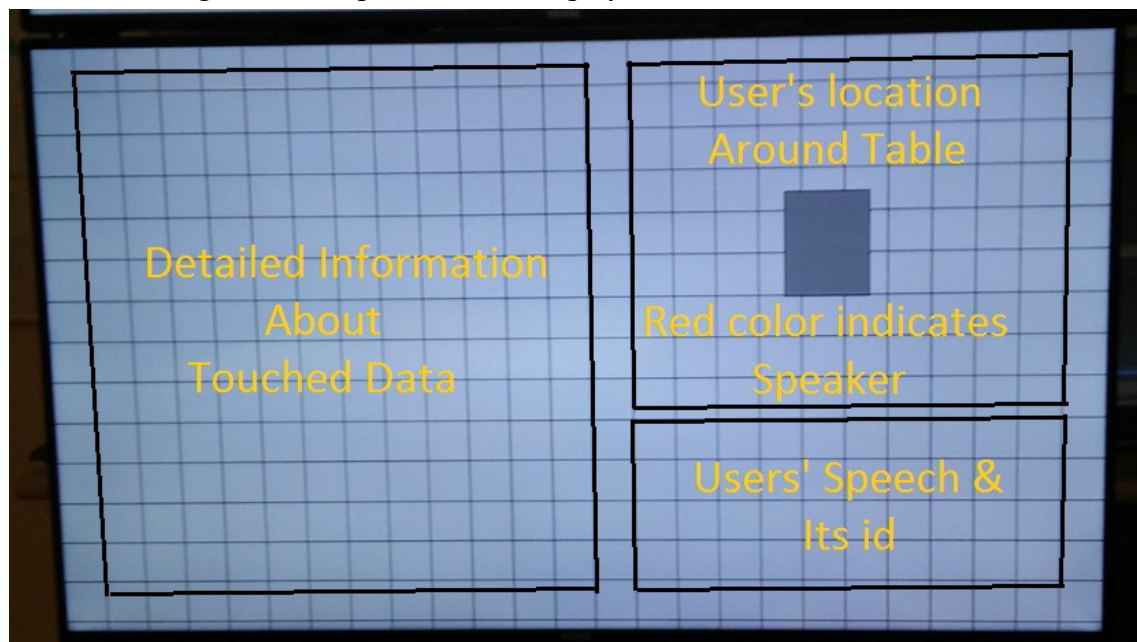 Detailed Information
About
Touched Data
User's location
Around Table
Red color indicates
Speaker
Users' Speech &
Its id